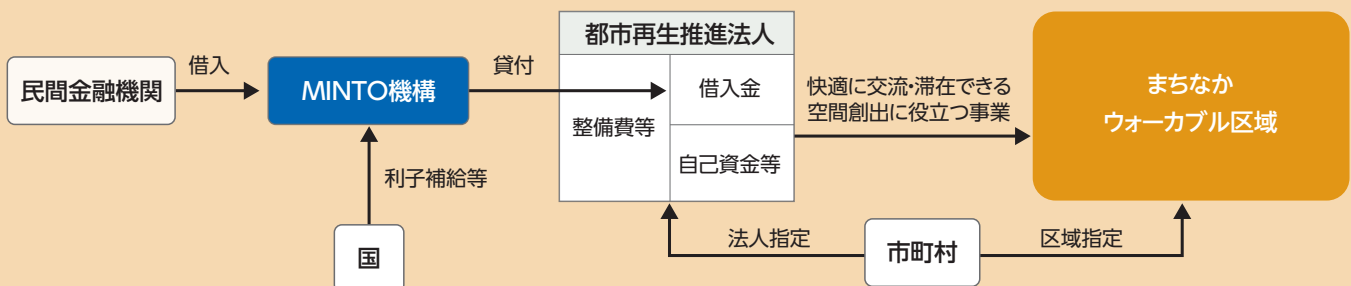 民間金融機関
借入
MINTO機構
貸付
都市再生推進法人
整備費等
借入金
自己資金等
快適に交流・滞在できる
空間創出に役立つ事業
まちなか
ウォーカブル区域
利子補給等
国
法人指定
市町村
区域指定